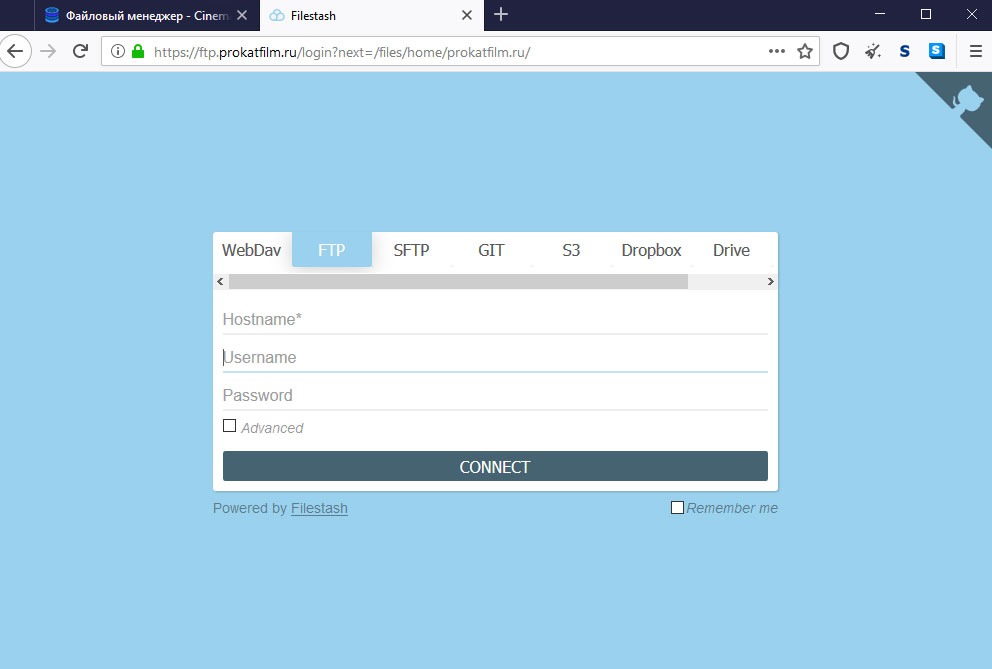 Файловый менеджер - Cinem
Filestash
https://ftp.prokatfilm.ru/login?next=/files/home/prokatfilm.ru/
S
S
WebDav FTP SFTP GIT S3 Dropbox Drive
Hostname*
Username
Password
Advanced
CONNECT
Powered by Filestash
Remember me